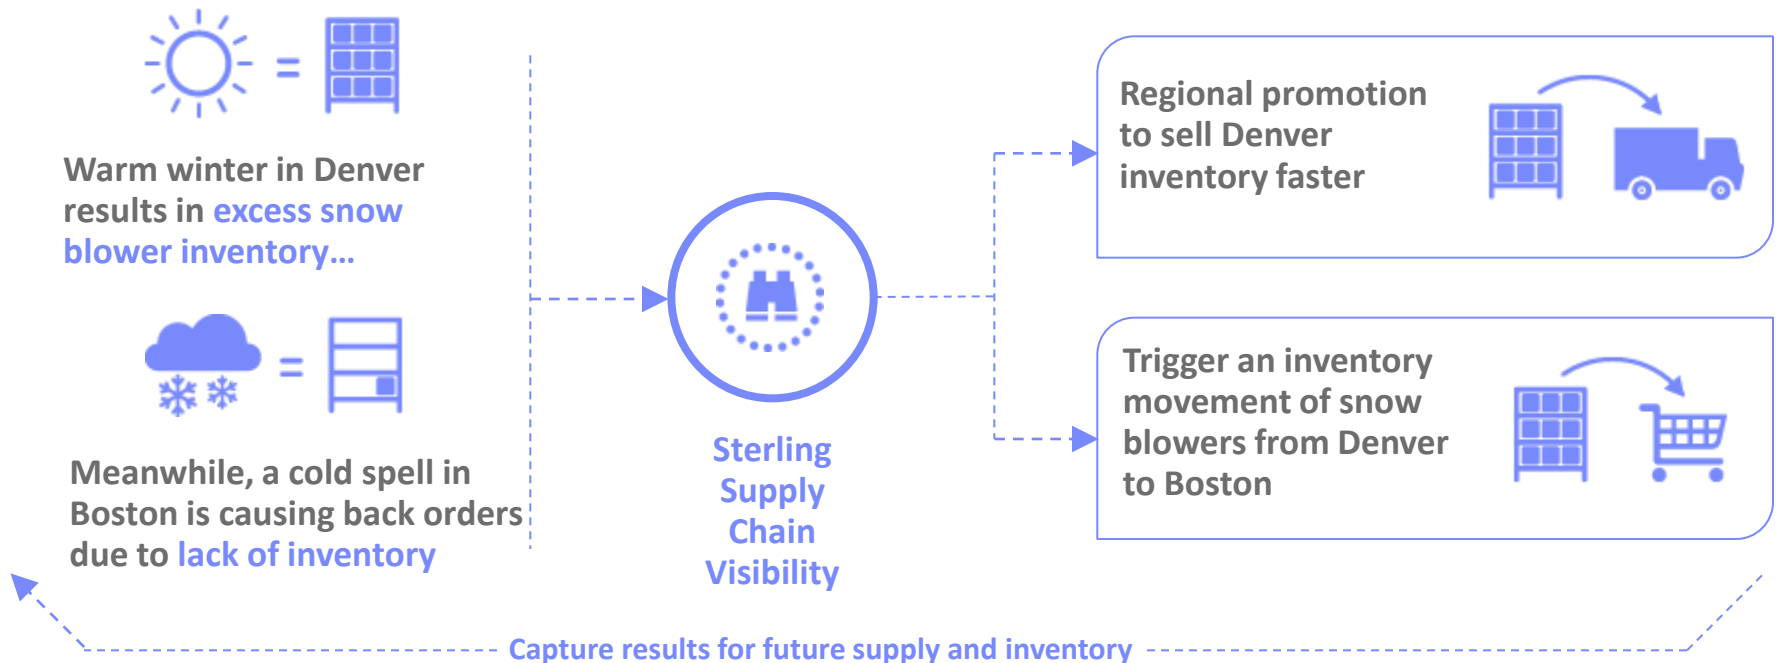 Warm winter in Denver
results in excess snow
blower inventory...
Meanwhile, a cold spell in
Boston is causing back orders
due to lack of inventory
Sterling
Supply
Chain
Visibility
Regional promotion
to sell Denver
inventory faster
Trigger an inventory
movement of snow
blowers from Denver
to Boston
Capture results for future supply and inventory